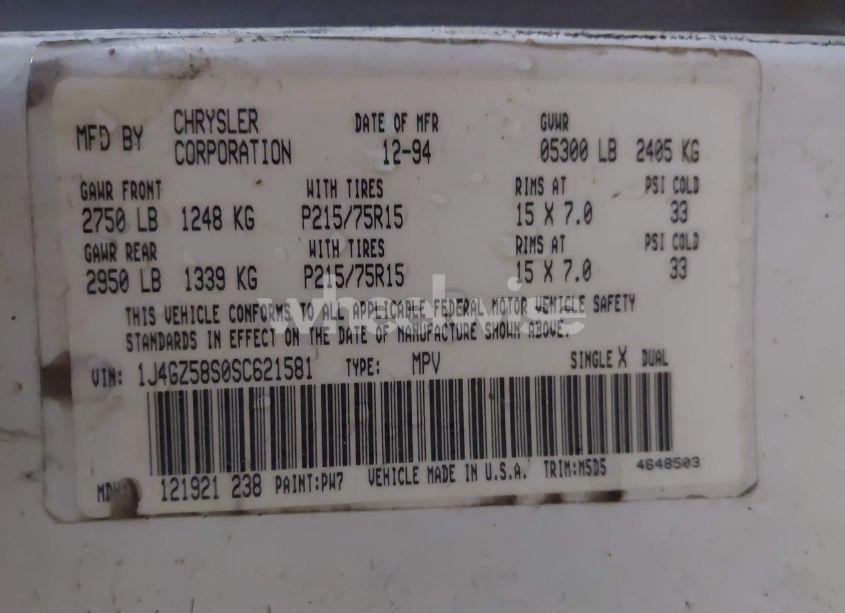 MFD BY CHRYSLER CORPORATION DATE OF MFR 12-94 GVWR 05300 LB 2405 KG
GAWR FRONT WITH TIRES RIMS AT PSI COLD
2750 LB 1248 KG P215/75R15 15 X 7.0 33
GAWR REAR WITH TIRES RIMS AT PSI COLD
2950 LB 1339 KG P215/75R15 15 X 7.0 33
THIS VEHICLE CONFORMS TO ALL APPLICABLE FEDERAL MOTOR VEHICLE SAFETY
STANDARDS IN EFFECT ON THE DATE OF MANUFACTURE SHOWN ABOVE.
VIN: 1J4GZ58S0SC621581 TYPE: MPV SINGLE X DUAL
MDH: 121921 238 PAINT:PW7 VEHICLE MADE IN U.S.A. TRIM:M5D5 4648503